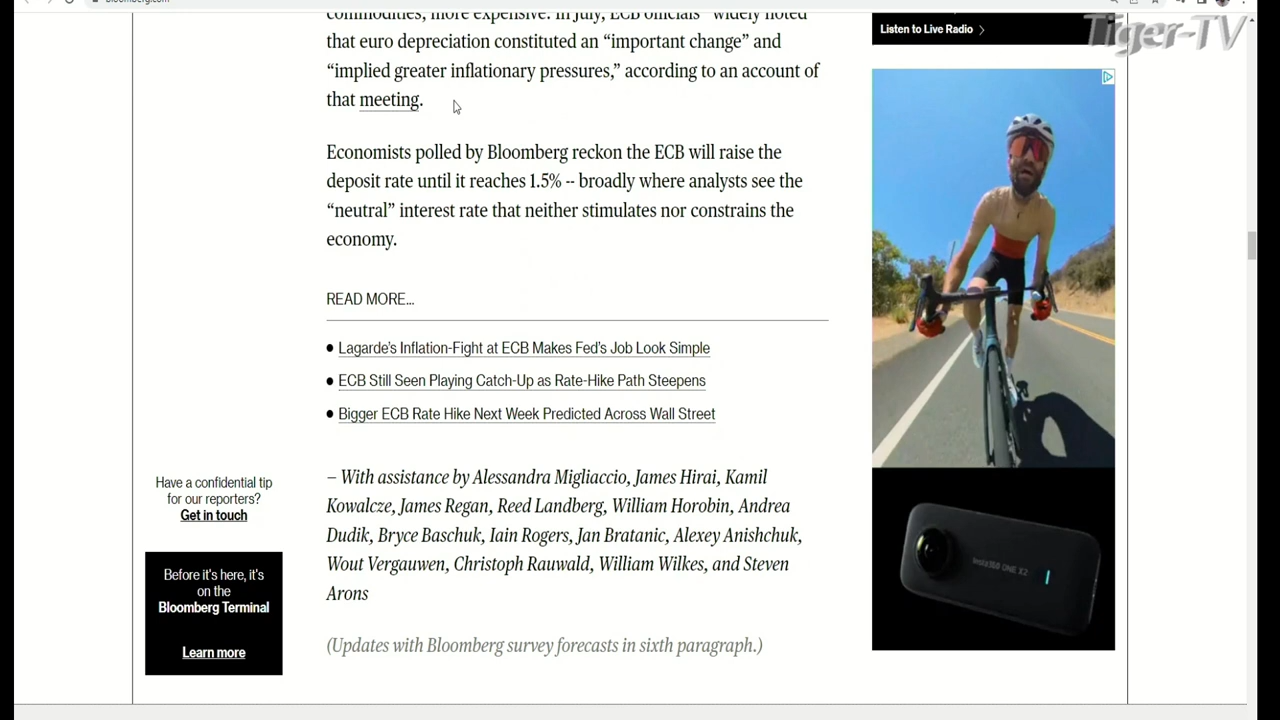 bloomberg.com
Tiger-TV
commodities, more expensive. In July, ECB officials “widely noted
that euro depreciation constituted an “important change” and
“implied greater inflationary pressures,” according to an account of
that meeting.
Economists polled by Bloomberg reckon the ECB will raise the
deposit rate until it reaches 1.5% -- broadly where analysts see the
“neutral” interest rate that neither stimulates nor constrains the
economy.
READ MORE...
• Lagarde’s Inflation-Fight at ECB Makes Fed’s Job Look Simple
• ECB Still Seen Playing Catch-Up as Rate-Hike Path Steepens
• Bigger ECB Rate Hike Next Week Predicted Across Wall Street
– With assistance by Alessandra Migliaccio, James Hirai, Kamil
Kowalcze, James Regan, Reed Landberg, William Horobin, Andrea
Dudik, Bryce Baschuk, Iain Rogers, Jan Bratanic, Alexey Anishchuk,
Wout Vergauwen, Christoph Rauwald, William Wilkes, and Steven
Arons
(Updates with Bloomberg survey forecasts in sixth paragraph.)
Have a confidential tip
for our reporters?
Get in touch
Before it's here, it's
on the
Bloomberg Terminal
Learn more
Listen to Live Radio
Insta360 ONE X2